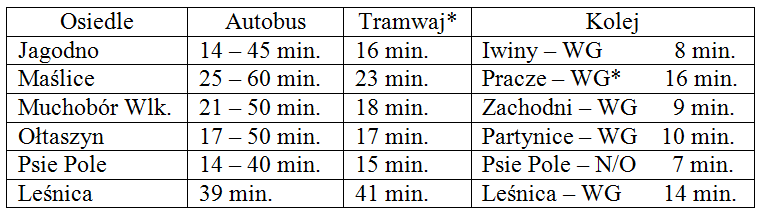 Osiedle Autobus Tramwaj* Kolej
Jagodno 14 – 45 min. 16 min. Iwiny – WG 8 min.
Maślice 25 – 60 min. 23 min. Pracze – WG* 16 min.
Muchobór Wlk. 21 – 50 min. 18 min. Zachodni – WG 9 min.
Ołtaszyn 17 – 50 min. 17 min. Partynice – WG 10 min.
Psie Pole 14 – 40 min. 15 min. Psie Pole – N/O 7 min.
Leśnica 39 min. 41 min. Leśnica – WG 14 min.